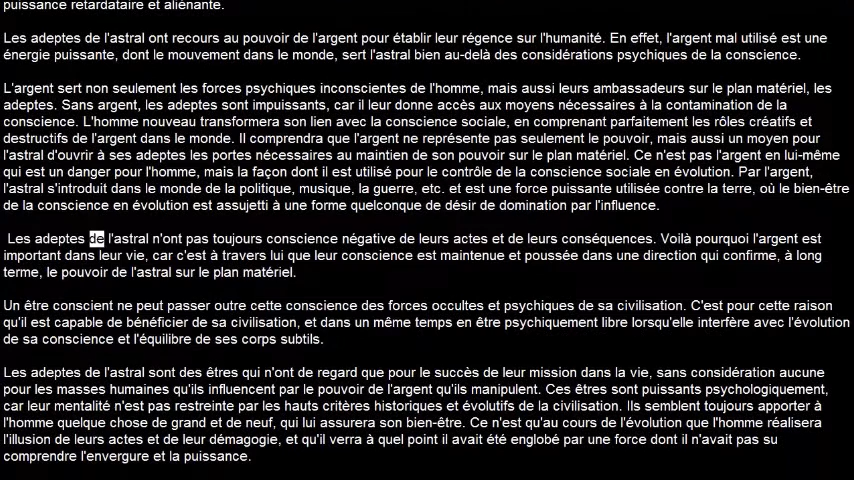 puissance retardataire et aliénante.
Les adeptes de l'astral ont recours au pouvoir de l'argent pour établir leur régence sur l'humanité. En effet, l'argent mal utilisé est une
énergie puissante, dont le mouvement dans le monde, sert l'astral bien au-delà des considérations psychiques de la conscience.
L'argent sert non seulement les forces psychiques inconscientes de l'homme, mais aussi leurs ambassadeurs sur le plan matériel, les
adeptes. Sans argent, les adeptes sont impuissants, car il leur donne accès aux moyens nécessaires à la contamination de la
conscience. L'homme nouveau transformera son lien avec la conscience sociale, en comprenant parfaitement les rôles créatifs et
destructifs de l'argent dans le monde. Il comprendra que l'argent ne représente pas seulement le pouvoir, mais aussi un moyen pour
l'astral d'ouvrir à ses adeptes les portes nécessaires au maintien de son pouvoir sur le plan matériel. Ce n'est pas l'argent en lui-même
qui est un danger pour l'homme, mais la façon dont il est utilisé pour le contrôle de la conscience sociale en évolution. Par l'argent,
l'astral s'introduit dans le monde de la politique, musique, la guerre, etc. et est une force puissante utilisée contre la terre, où le bien-être
de la conscience en évolution est assujetti à une forme quelconque de désir de domination par l'influence.
Les adeptes de l'astral n'ont pas toujours conscience négative de leurs actes et de leurs conséquences. Voilà pourquoi l'argent est
important dans leur vie, car c'est à travers lui que leur conscience est maintenue et poussée dans une direction qui confirme, à long
terme, le pouvoir de l'astral sur le plan matériel.
Un être conscient ne peut passer outre cette conscience des forces occultes et psychiques de sa civilisation. C'est pour cette raison
qu'il est capable de bénéficier de sa civilisation, et dans un même temps en être psychiquement libre lorsqu'elle interfère avec l'évolution
de sa conscience et l'équilibre de ses corps subtils.
Les adeptes de l'astral sont des êtres qui n'ont de regard que pour le succès de leur mission dans la vie, sans considération aucune
pour les masses humaines qu'ils influencent par le pouvoir de l'argent qu'ils manipulent. Ces êtres sont puissants psychologiquement,
car leur mentalité n'est pas restreinte par les hauts critères historiques et évolutifs de la civilisation. Ils semblent toujours apporter à
l'homme quelque chose de grand et de neuf, qui lui assurera son bien-être. Ce n'est qu'au cours de l'évolution que l'homme réalisera
l'illusion de leurs actes et de leur démagogie, et qu'il verra à quel point il avait été englobé par une force dont il n'avait pas su
comprendre l'envergure et la puissance.